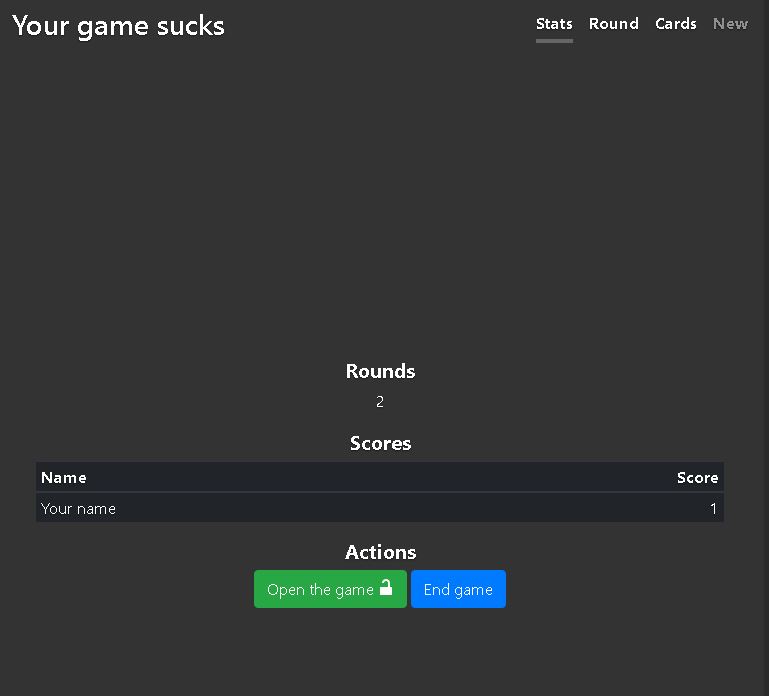 Your game sucks
Stats Round Cards New
Rounds
2
Scores
Name Score
Your name 1
Actions
Open the game End game